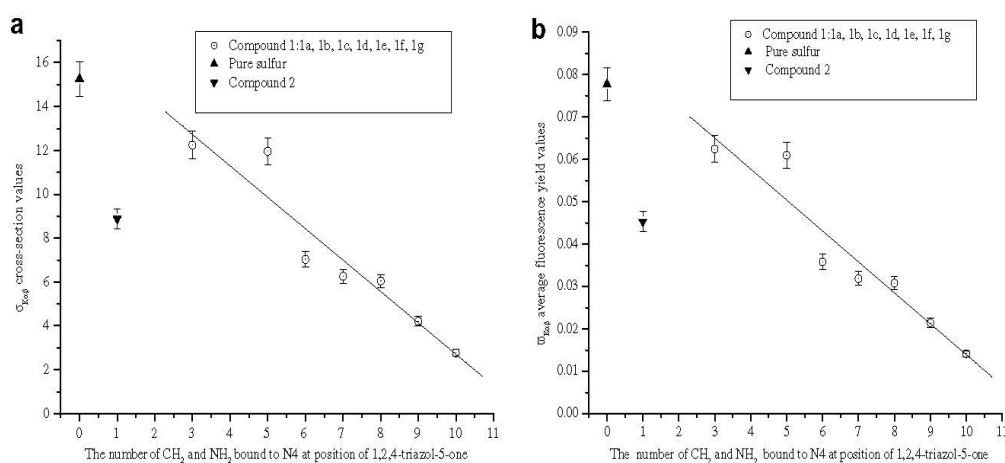 a
Compound 1:1a, 1b, 1c, 1d, 1e, 1f, 1g
Pure sulfur
Compound 2
16
14
12
10
8
6
4
2
0
σKαβ cross-section values
0 1 2 3 4 5 6 7 8 9 10 11
The number of CH2 and NH2 bound to N4 at position of 1,2,4-triazol-5-one
b
Compound 1:1a, 1b, 1c, 1d, 1e, 1f, 1g
Pure sulfur
Compound 2
0.09
0.08
0.07
0.06
0.05
0.04
0.03
0.02
0.01
0.00
ϖKαβ average fluorescence yield values
0 1 2 3 4 5 6 7 8 9 10 11
The number of CH2 and NH2 bound to N4 at position of 1,2,4-triazol-5-one